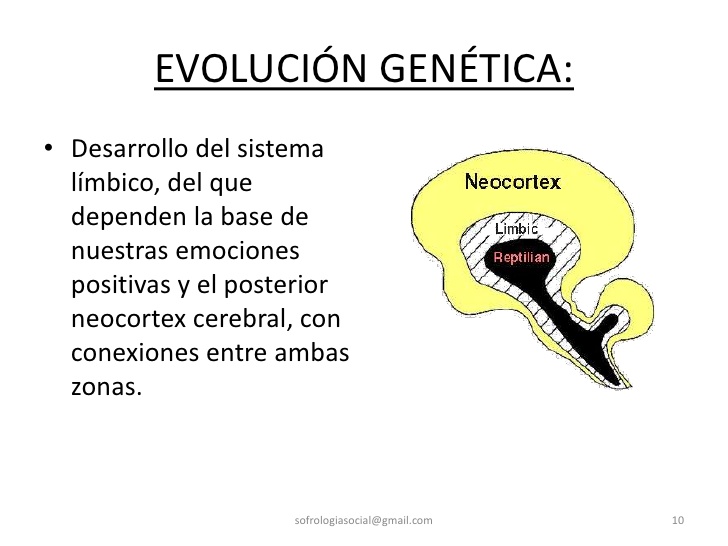 EVOLUCIÓN GENÉTICA:
• Desarrollo del sistema
límbico, del que
dependen la base de
nuestras emociones
positivas y el posterior
neocortex cerebral, con
conexiones entre ambas
zonas.
Neocortex
Limbic
Reptilian
sofrologiasocial@gmail.com
10